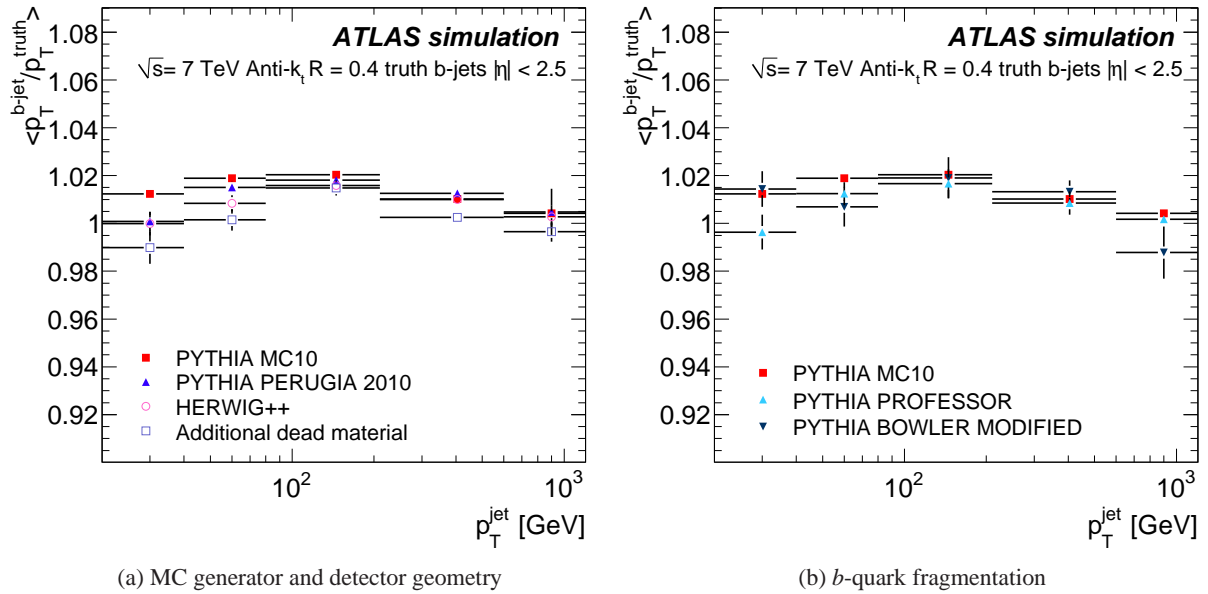 <p_T^b-jet/p_T^truth>
1.08
1.06
1.04
1.02
1
0.98
0.96
0.94
0.92
ATLAS simulation
√s= 7 TeV Anti-k_t R = 0.4 truth b-jets |η| < 2.5
PYTHIA MC10
PYTHIA PERUGIA 2010
HERWIG++
Additional dead material
10^2
10^3
p_T^jet [GeV]
(a) MC generator and detector geometry
<p_T^b-jet/p_T^truth>
1.08
1.06
1.04
1.02
1
0.98
0.96
0.94
0.92
ATLAS simulation
√s= 7 TeV Anti-k_t R = 0.4 truth b-jets |η| < 2.5
PYTHIA MC10
PYTHIA PROFESSOR
PYTHIA BOWLER MODIFIED
10^2
10^3
p_T^jet [GeV]
(b) b-quark fragmentation